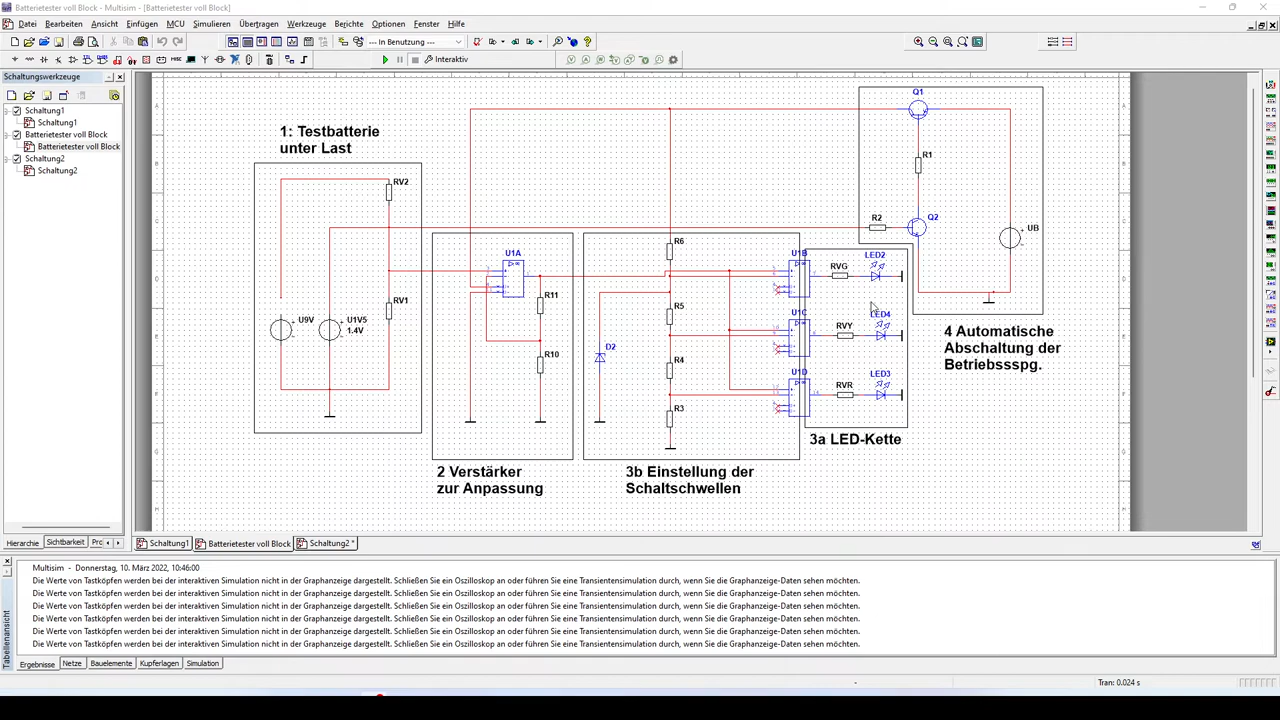 Batterietester voll Block - Multisim - [Batterietester voll Block]
Datei Bearbeiten Ansicht Einfügen MCU Simulieren Übertragen Werkzeuge Berichte Optionen Fenster Hilfe
--- In Benutzung ---
Interaktiv
Schaltungswerkzeuge
Schaltung1
Schaltung1
Batterietester voll Block
Batterietester voll Block
Schaltung2
Schaltung2
Hierarchie Sichtbarkeit Prc
1: Testbatterie
unter Last
RV2
RV1
U9V
U1V5
1.4V
U1A
R11
R10
2 Verstärker
zur Anpassung
R6
R5
R4
R3
D2
3b Einstellung der
Schaltschwellen
U1B
U1C
U1D
RVG
LED2
RVY
LED4
RVR
LED3
3a LED-Kette
Q1
R1
R2
Q2
UB
4 Automatische
Abschaltung der
Betriebssspg.
Schaltung1 Batterietester voll Block Schaltung2 *
Multisim - Donnerstag, 10. März 2022, 10:46:00
Die Werte von Tastköpfen werden bei der interaktiven Simulation nicht in der Graphanzeige dargestellt. Schließen Sie ein Oszilloskop an oder führen Sie eine Transientensimulation durch, wenn Sie die Graphanzeige-Daten sehen möchten.
Die Werte von Tastköpfen werden bei der interaktiven Simulation nicht in der Graphanzeige dargestellt. Schließen Sie ein Oszilloskop an oder führen Sie eine Transientensimulation durch, wenn Sie die Graphanzeige-Daten sehen möchten.
Die Werte von Tastköpfen werden bei der interaktiven Simulation nicht in der Graphanzeige dargestellt. Schließen Sie ein Oszilloskop an oder führen Sie eine Transientensimulation durch, wenn Sie die Graphanzeige-Daten sehen möchten.
Die Werte von Tastköpfen werden bei der interaktiven Simulation nicht in der Graphanzeige dargestellt. Schließen Sie ein Oszilloskop an oder führen Sie eine Transientensimulation durch, wenn Sie die Graphanzeige-Daten sehen möchten.
Die Werte von Tastköpfen werden bei der interaktiven Simulation nicht in der Graphanzeige dargestellt. Schließen Sie ein Oszilloskop an oder führen Sie eine Transientensimulation durch, wenn Sie die Graphanzeige-Daten sehen möchten.
Die Werte von Tastköpfen werden bei der interaktiven Simulation nicht in der Graphanzeige dargestellt. Schließen Sie ein Oszilloskop an oder führen Sie eine Transientensimulation durch, wenn Sie die Graphanzeige-Daten sehen möchten.
Tabellenansicht
Ergebnisse Netze Bauelemente Kupferlagen Simulation
- Tran: 0.024 s